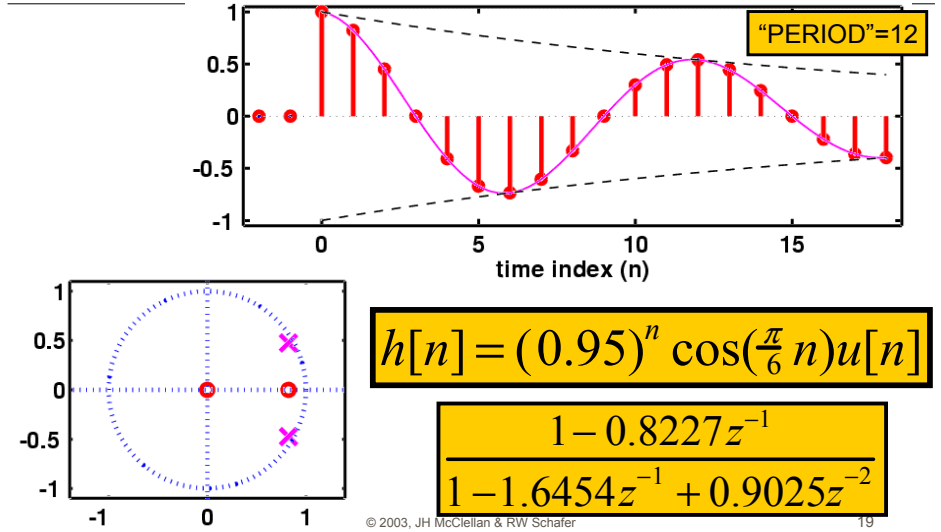 1
0.5
0
-0.5
-1
0 5 10 15
time index (n)
“PERIOD”=12
1
0.5
0
-0.5
-1
-1 0 1
h[n] = (0.95)^n cos(π/6 n)u[n]
1 − 0.8227z^−1
1 − 1.6454z^−1 + 0.9025z^−2
© 2003, JH McClellan & RW Schafer
19